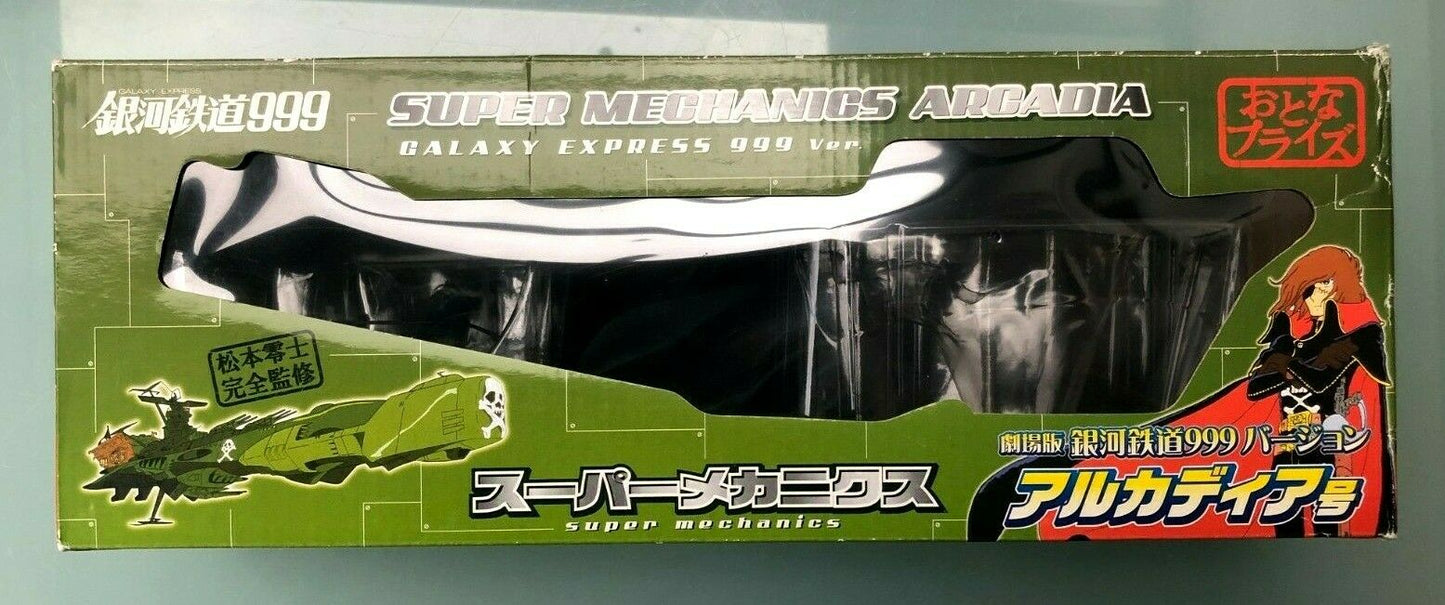 GALAXY EXPRESS
銀河鉄道999
SUPER MECHANICS ARCADIA
GALAXY EXPRESS 999 Ver.
おとな
プライズ
松本零士
完全監修
スーパーメカニクス
super mechanics
劇場版 銀河鉄道999 バージョン
アルカディア号